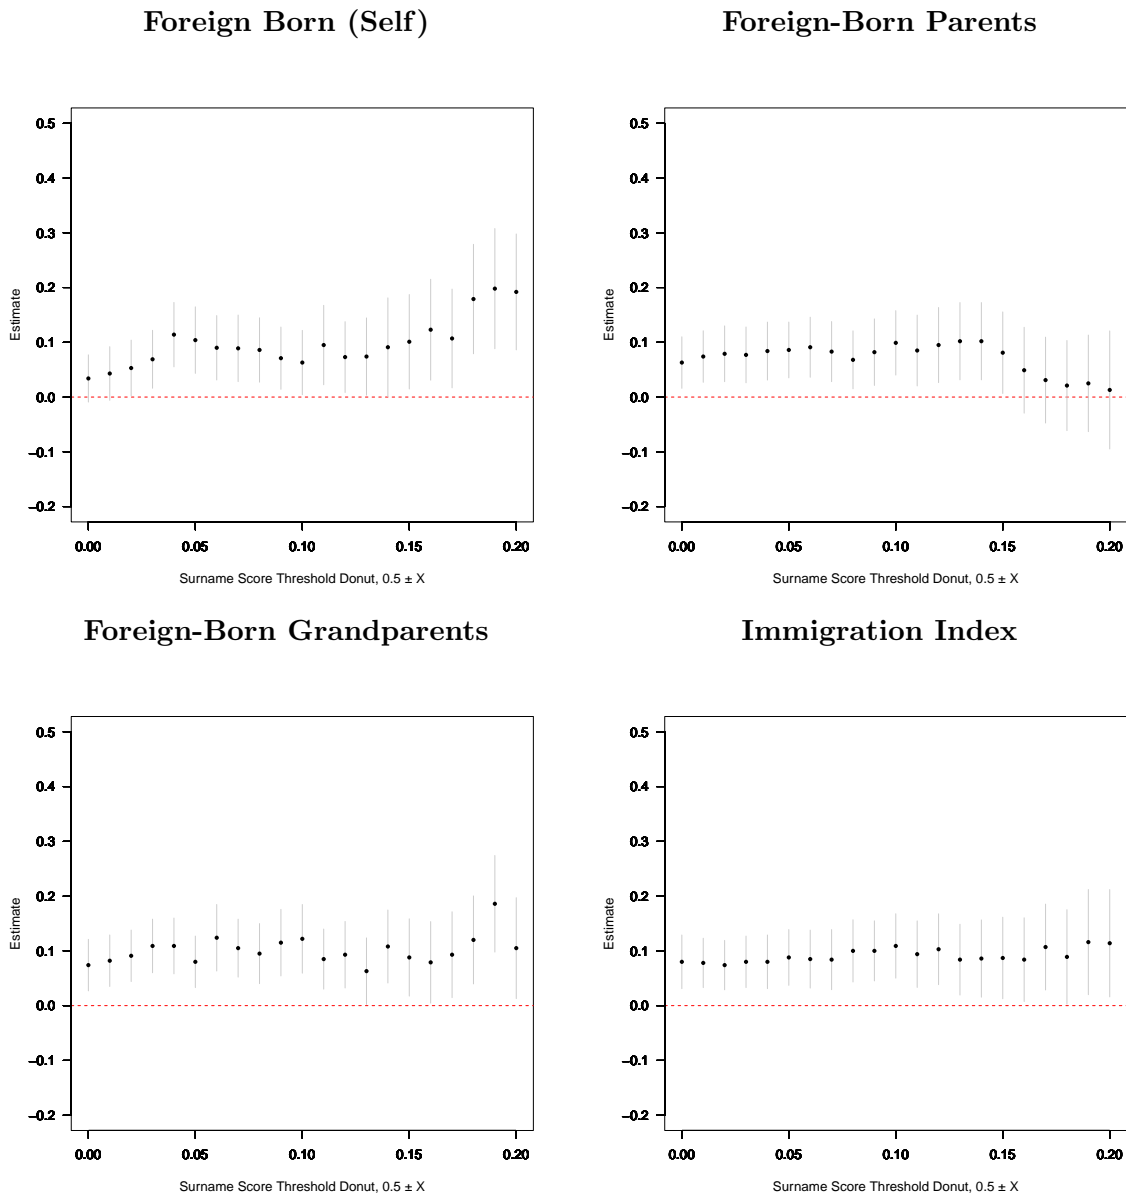 Foreign Born (Self)
Foreign-Born Parents
0.5
0.4
0.3
0.2
0.1
0.0
−0.1
−0.2
Estimate
0.00 0.05 0.10 0.15 0.20
Surname Score Threshold Donut, 0.5 ± X
0.5
0.4
0.3
0.2
0.1
0.0
−0.1
−0.2
Estimate
0.00 0.05 0.10 0.15 0.20
Surname Score Threshold Donut, 0.5 ± X
Foreign-Born Grandparents
Immigration Index
0.5
0.4
0.3
0.2
0.1
0.0
−0.1
−0.2
Estimate
0.00 0.05 0.10 0.15 0.20
Surname Score Threshold Donut, 0.5 ± X
0.5
0.4
0.3
0.2
0.1
0.0
−0.1
−0.2
Estimate
0.00 0.05 0.10 0.15 0.20
Surname Score Threshold Donut, 0.5 ± X